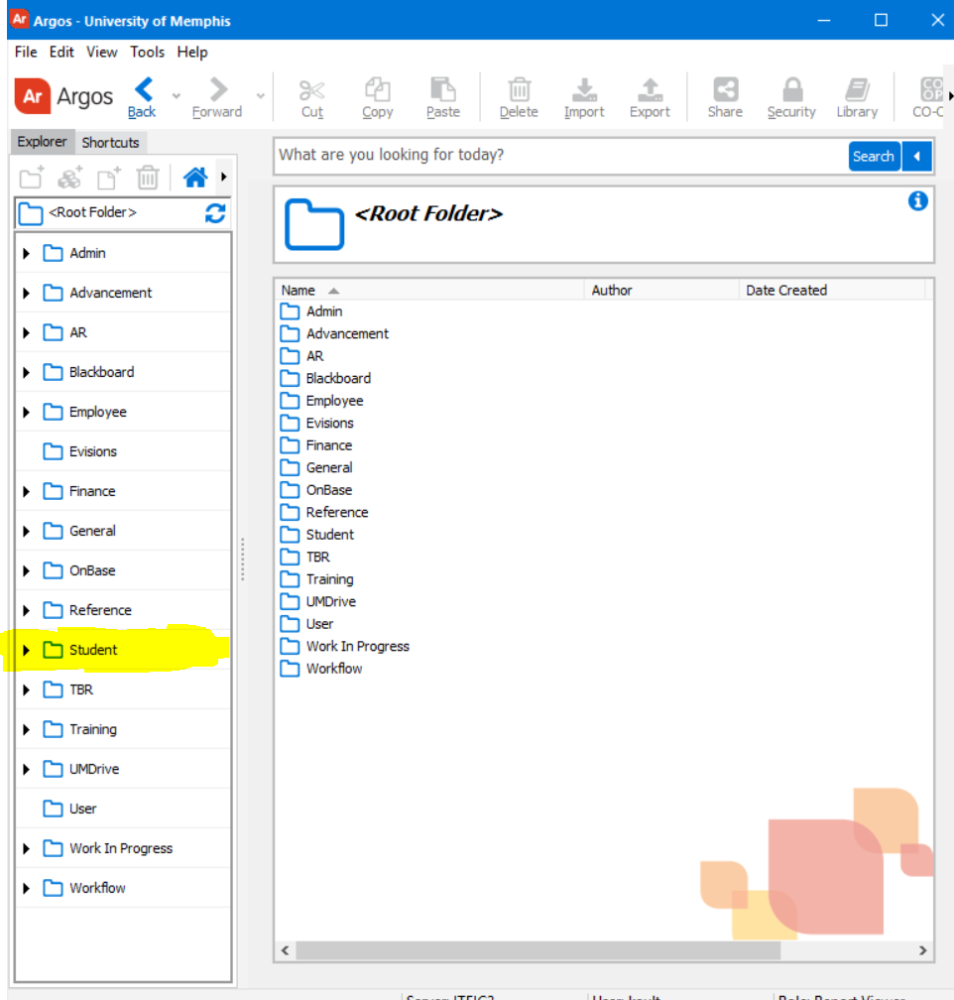 Ar Argos - University of Memphis
File Edit View Tools Help
Ar Argos Back Forward Cut Copy Paste Delete Import Export Share Security Library
Explorer Shortcuts
What are you looking for today? Search
<Root Folder>
<Root Folder>
Admin
Advancement
AR
Blackboard
Employee
Evisions
Finance
General
OnBase
Reference
Student
TBR
Training
UMDrive
User
Work In Progress
Workflow
Name Author Date Created
Admin
Advancement
AR
Blackboard
Employee
Evisions
Finance
General
OnBase
Reference
Student
TBR
Training
UMDrive
User
Work In Progress
Workflow